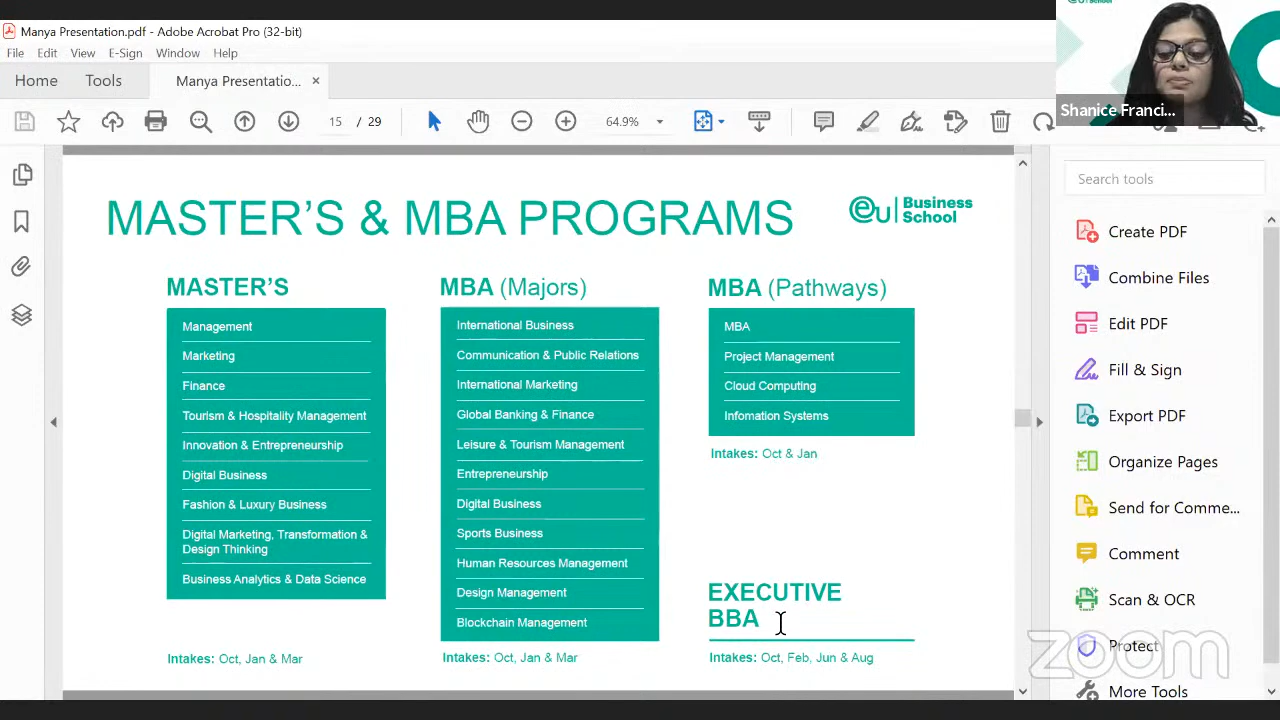 Manya Presentation.pdf - Adobe Acrobat Pro (32-bit)
File Edit View E-Sign Window Help
Home Tools Manya Presentatio... ×
15 / 29 64.9%
Shanice Franci...
MASTER'S & MBA PROGRAMS
eu Business School
MASTER'S
Management
Marketing
Finance
Tourism & Hospitality Management
Innovation & Entrepreneurship
Digital Business
Fashion & Luxury Business
Digital Marketing, Transformation &
Design Thinking
Business Analytics & Data Science
Intakes: Oct, Jan & Mar
MBA (Majors)
International Business
Communication & Public Relations
International Marketing
Global Banking & Finance
Leisure & Tourism Management
Entrepreneurship
Digital Business
Sports Business
Human Resources Management
Design Management
Blockchain Management
Intakes: Oct, Jan & Mar
MBA (Pathways)
MBA
Project Management
Cloud Computing
Infomation Systems
Intakes: Oct & Jan
EXECUTIVE
BBA
Intakes: Oct, Feb, Jun & Aug
Search tools
Create PDF
Combine Files
Edit PDF
Fill & Sign
Export PDF
Organize Pages
Send for Comme...
Comment
Scan & OCR
Protect
More Tools
zoom